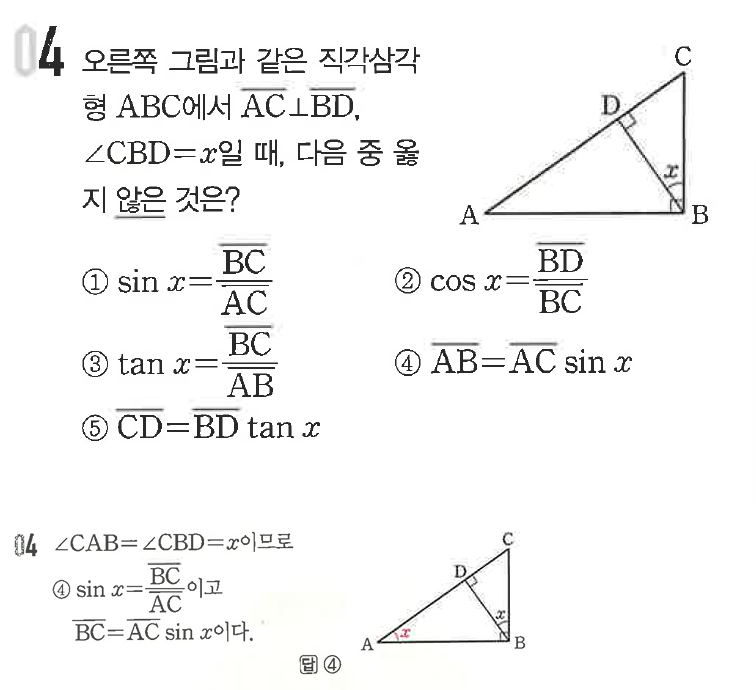 04 오른쪽 그림과 같은 직각삼각
형 ABC에서 AC⊥BD,
∠CBD=x일 때, 다음 중 옳
지 않은 것은?
C
D
x
A
B
① sin x=BC/AC
② cos x=BD/BC
③ tan x=BC/AB
④ AB=AC sin x
⑤ CD=BD tan x
04 ∠CAB=∠CBD=x이므로
④ sin x=BC/AC이고
BC=AC sin x이다.
답 ④
C
D
x
A
x
B